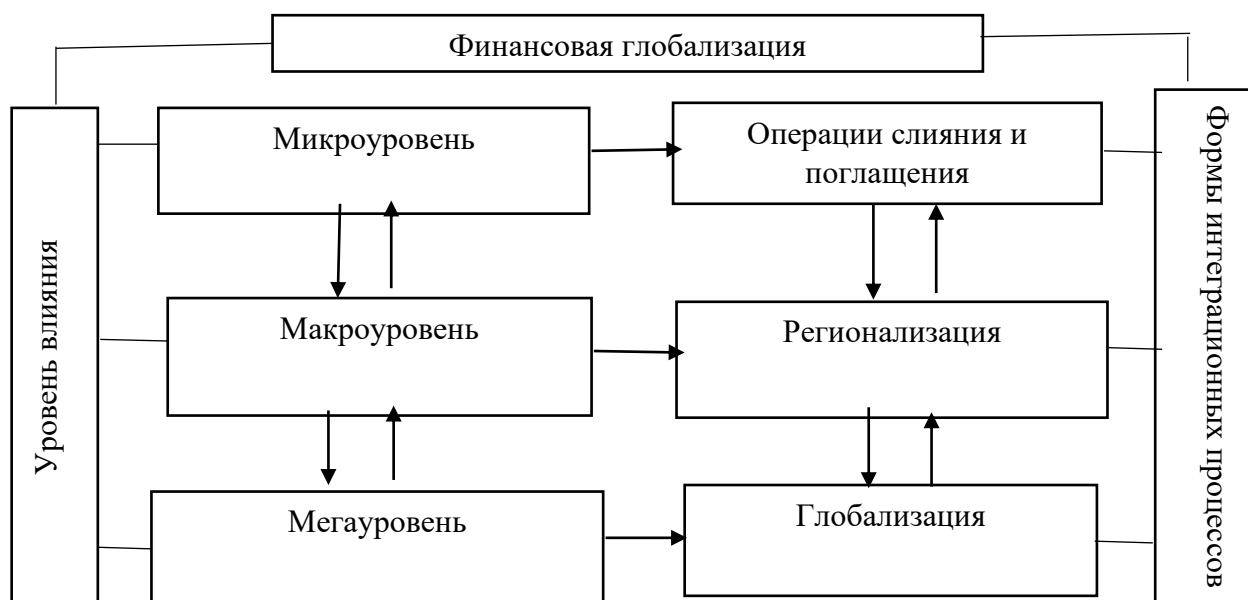 Финансовая глобализация
Уровень влияния
Микроуровень
Операции слияния и
поглащения
Макроуровень
Регионализация
Мегауровень
Глобализация
Формы интеграционных процессов